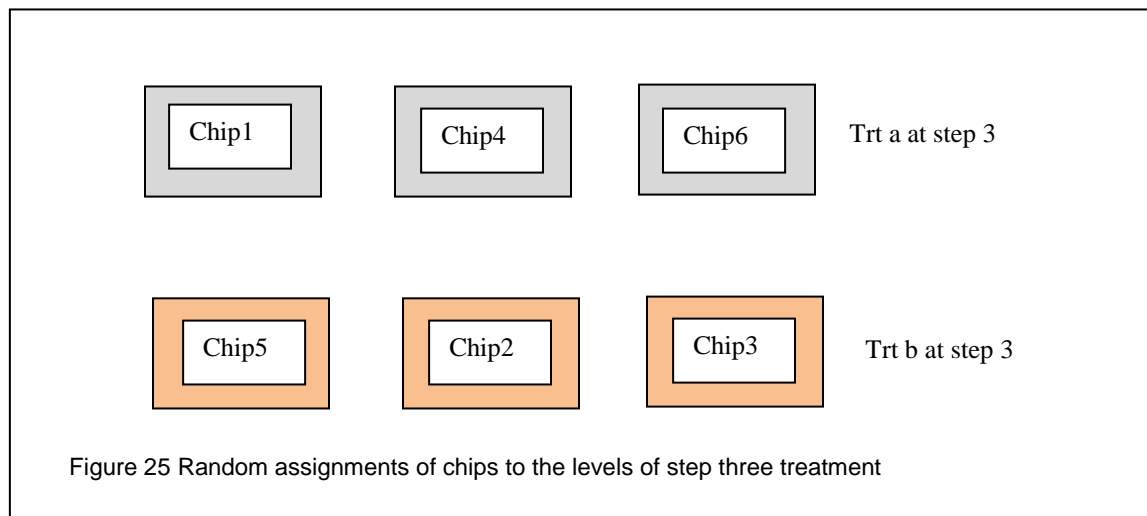 Chip1 Chip4 Chip6 Trt a at step 3
Chip5 Chip2 Chip3 Trt b at step 3
Figure 25 Random assignments of chips to the levels of step three treatment